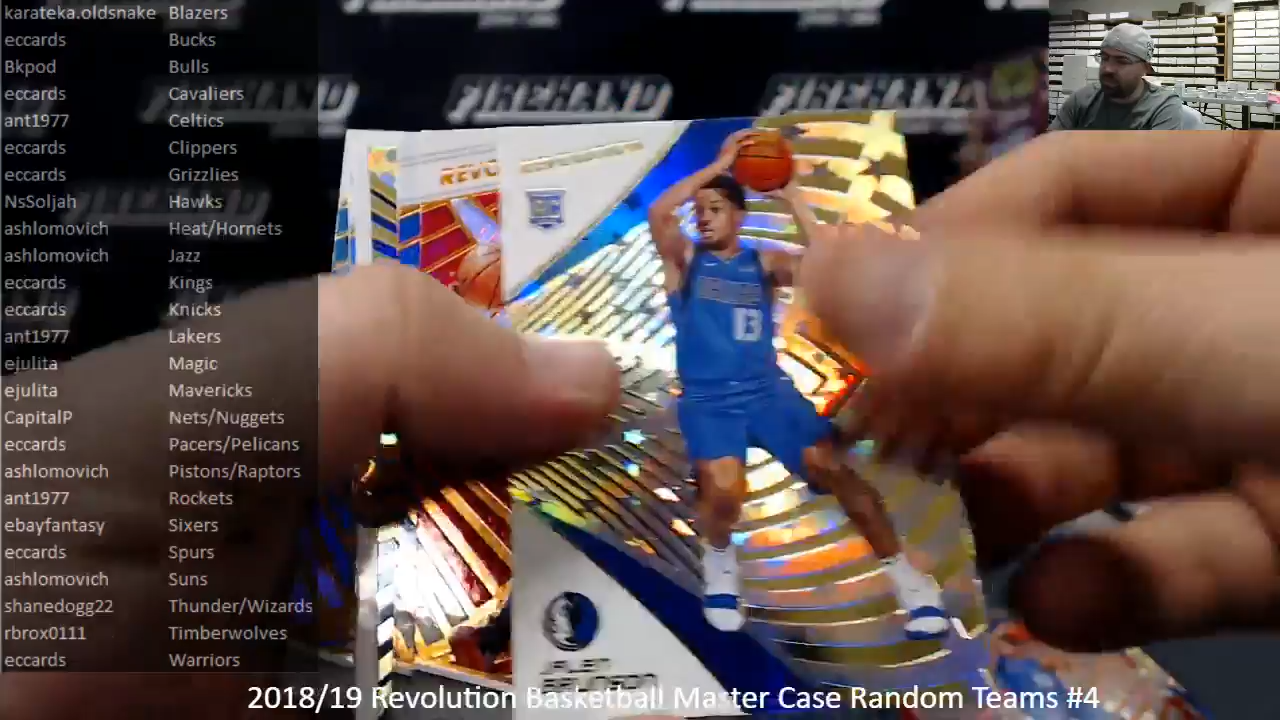 karateka.oldsnake Blazers
eccards Bucks
Bkpod Bulls
eccards Cavaliers
ant1977 Celtics
eccards Clippers
eccards Grizzlies
NsSoljah Hawks
ashlomovich Heat/Hornets
ashlomovich Jazz
eccards Kings
eccards Knicks
ant1977 Lakers
ejulita Magic
ejulita Mavericks
CapitalP Nets/Nuggets
eccards Pacers/Pelicans
ashlomovich Pistons/Raptors
ant1977 Rockets
ebayfantasy Sixers
eccards Spurs
ashlomovich Suns
shanedogg22 Thunder/Wizards
rbrox0111 Timberwolves
eccards Warriors
REVO
13
2018/19 Revolution Basketball Master Case Random Teams #4